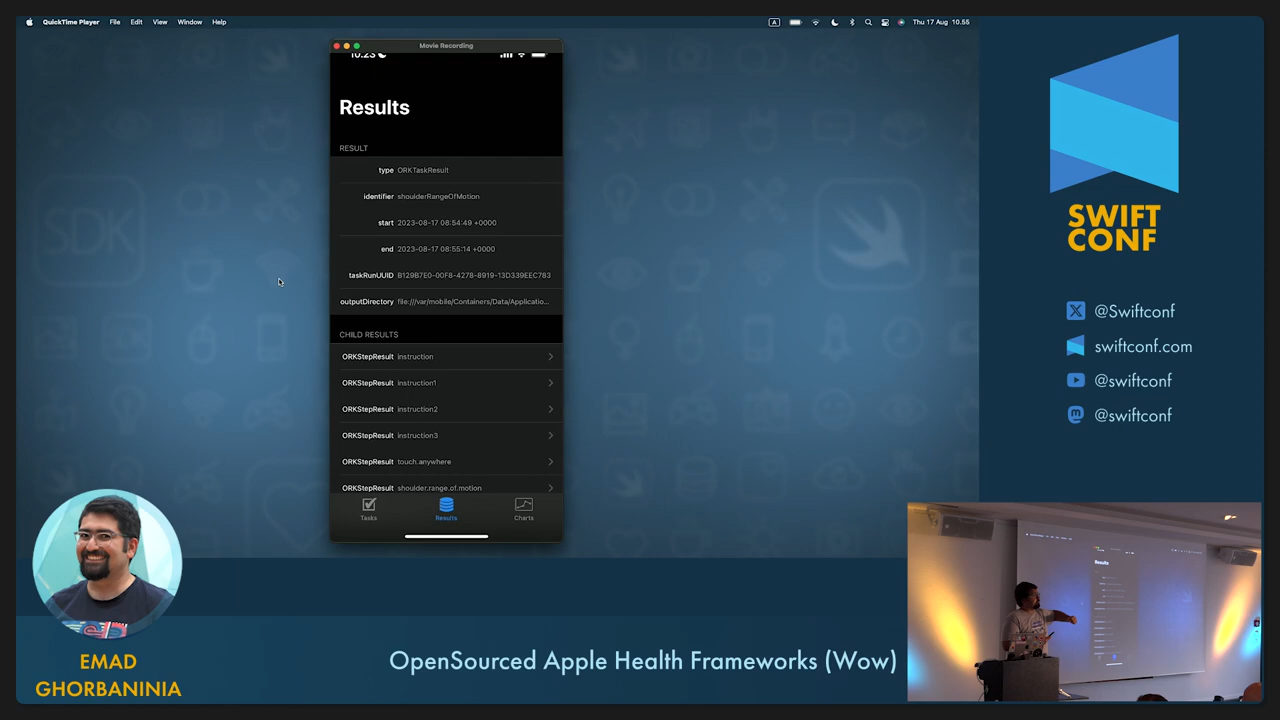 QuickTime Player File Edit View Window Help
A Thu 17 Aug 10.55
Movie Recording
10:23
Results
RESULT
type ORKTaskResult
identifier shoulderRangeOfMotion
start 2023-08-17 08:54:49 +0000
end 2023-08-17 08:55:14 +0000
taskRunUUID B129B7E0-00F8-4278-8919-13D339EEC783
outputDirectory file:///var/mobile/Containers/Data/Applicatio...
CHILD RESULTS
ORKStepResult instruction
ORKStepResult instruction1
ORKStepResult instruction2
ORKStepResult instruction3
ORKStepResult touch.anywhere
ORKStepResult shoulder.range.of.motion
Tasks Results Charts
SDK
SWIFT
CONF
@Swiftconf
swiftconf.com
@swiftconf
@swiftconf
EMAD
GHORBANINIA
OpenSourced Apple Health Frameworks (Wow)
Results